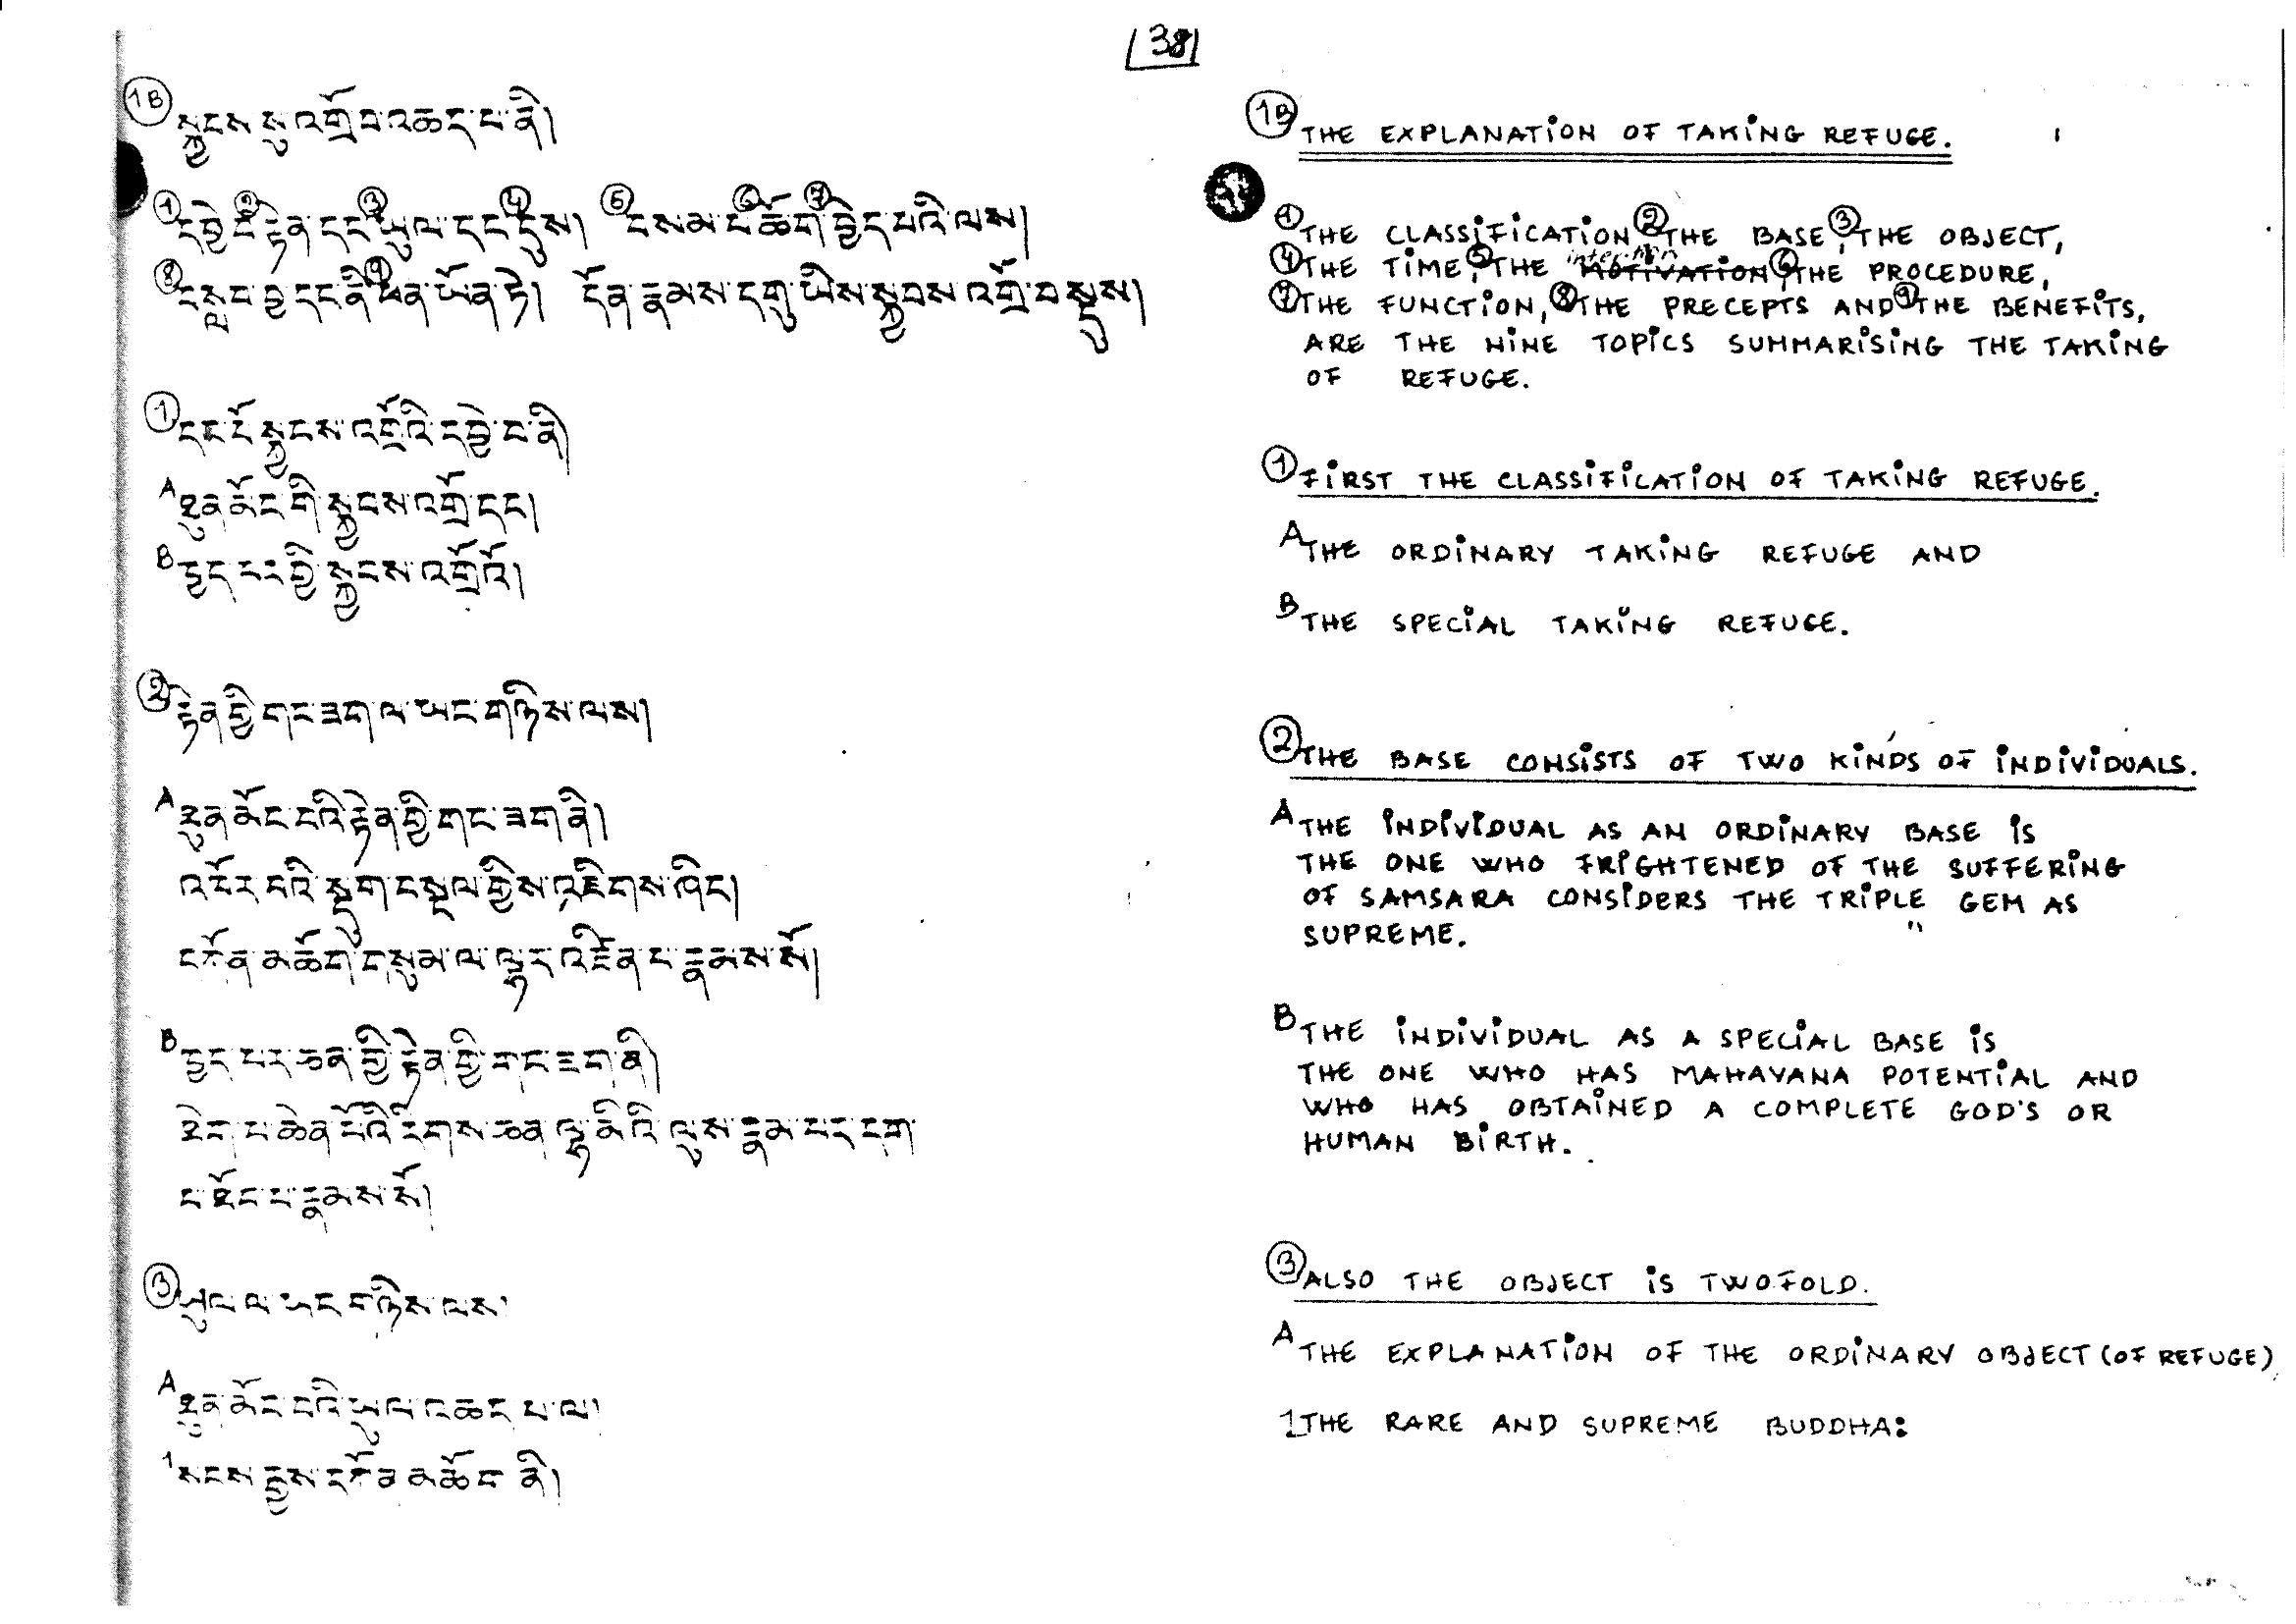 38
1B སྐྱབས་སུ་འགྲོ་བ་འཆད་པ་ནི།
① དབྱེ་བ ② རྟེན་དང ③ ཡུལ་དང ④ དུས། ⑤ བསམ་པ ⑥ ཆོག ⑦ བྱེད་པའི་ལས།
⑧ བསླབ་བྱ་དང་ནི ⑨ ཕན་ཡོན་ཏེ། དོན་རྣམས་དགུ་ཡིས་སྐྱབས་འགྲོ་བསྡུས།
① དང་པོ་སྐྱབས་འགྲོའི་དབྱེ་བ་ནི།
A ཐུན་མོང་གི་སྐྱབས་འགྲོ་དང།
B ཁྱད་པར་གྱི་སྐྱབས་འགྲོའོ།
② རྟེན་གྱི་གང་ཟག་ལ་ཡང་གཉིས་ལས།
A ཐུན་མོང་བའི་རྟེན་གྱི་གང་ཟག་ནི།
འཁོར་བའི་སྡུག་བསྔལ་གྱིས་འཇིགས་ཤིང།
དཀོན་མཆོག་གསུམ་ལ་ལྷར་འཛིན་པ་རྣམས་སོ།
B ཁྱད་པར་ཅན་གྱི་རྟེན་གྱི་གང་ཟག་ནི།
ཐེག་པ་ཆེན་པོའི་རིགས་ཅན་ལྷ་མིའི་ལུས་རྣམ་པར་དག
པ་ཐོབ་པ་རྣམས་སོ།
③ ཡུལ་ལ་ཡང་གཉིས་ལས།
A ཐུན་མོང་བའི་ཡུལ་འཆད་པ་ལ།
1 སངས་རྒྱས་དཀོན་མཆོག་ནི།
1B THE EXPLANATION OF TAKING REFUGE.
① THE CLASSIFICATION, ② THE BASE, ③ THE OBJECT,
④ THE TIME, ⑤ THE intention MOTIVATION, ⑥ THE PROCEDURE,
⑦ THE FUNCTION, ⑧ THE PRECEPTS AND ⑨ THE BENEFITS,
ARE THE NINE TOPICS SUMMARISING THE TAKING
OF REFUGE.
① FIRST THE CLASSIFICATION OF TAKING REFUGE.
A THE ORDINARY TAKING REFUGE AND
B THE SPECIAL TAKING REFUGE.
② THE BASE CONSISTS OF TWO KINDS OF INDIVIDUALS.
A THE INDIVIDUAL AS AN ORDINARY BASE IS
THE ONE WHO FRIGHTENED OF THE SUFFERING
OF SAMSARA CONSIDERS THE TRIPLE GEM AS
SUPREME.
B THE INDIVIDUAL AS A SPECIAL BASE IS
THE ONE WHO HAS MAHAYANA POTENTIAL AND
WHO HAS OBTAINED A COMPLETE GOD'S OR
HUMAN BIRTH.
③ ALSO THE OBJECT IS TWOFOLD.
A THE EXPLANATION OF THE ORDINARY OBJECT (OF REFUGE)
1 THE RARE AND SUPREME BUDDHA: